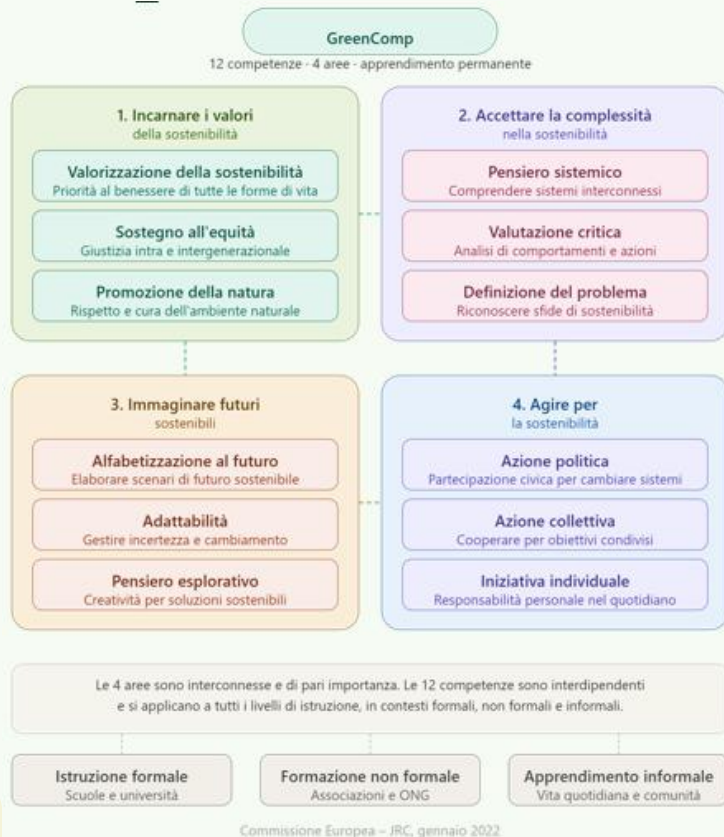 GreenComp
12 competenze · 4 aree · apprendimento permanente
1. Incarnare i valori
della sostenibilità
Valorizzazione della sostenibilità
Priorità al benessere di tutte le forme di vita
Sostegno all'equità
Giustizia intra e intergenerazionale
Promozione della natura
Rispetto e cura dell'ambiente naturale
2. Accettare la complessità
nella sostenibilità
Pensiero sistemico
Comprendere sistemi interconnessi
Valutazione critica
Analisi di comportamenti e azioni
Definizione del problema
Riconoscere sfide di sostenibilità
3. Immaginare futuri
sostenibili
Alfabetizzazione al futuro
Elaborare scenari di futuro sostenibile
Adattabilità
Gestire incertezza e cambiamento
Pensiero esplorativo
Creatività per soluzioni sostenibili
4. Agire per
la sostenibilità
Azione politica
Partecipazione civica per cambiare sistemi
Azione collettiva
Cooperare per obiettivi condivisi
Iniziativa individuale
Responsabilità personale nel quotidiano
Le 4 aree sono interconnesse e di pari importanza. Le 12 competenze sono interdipendenti
e si applicano a tutti i livelli di istruzione, in contesti formali, non formali e informali.
Istruzione formale
Scuole e università
Formazione non formale
Associazioni e ONG
Apprendimento informale
Vita quotidiana e comunità
Commissione Europea – JRC, gennaio 2022